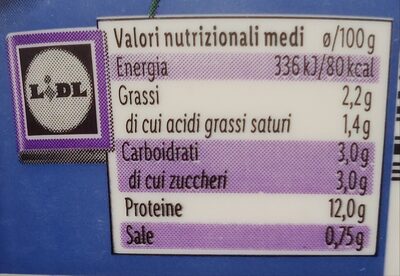 LIDL
Valori nutrizionali medi ø/100g
Energia 336 kJ/80 kcal
Grassi 2,2g
di cui acidi grassi saturi 1,4g
Carboidrati 3,0g
di cui zuccheri 3,0g
Proteine 12,0g
Sale 0,75g